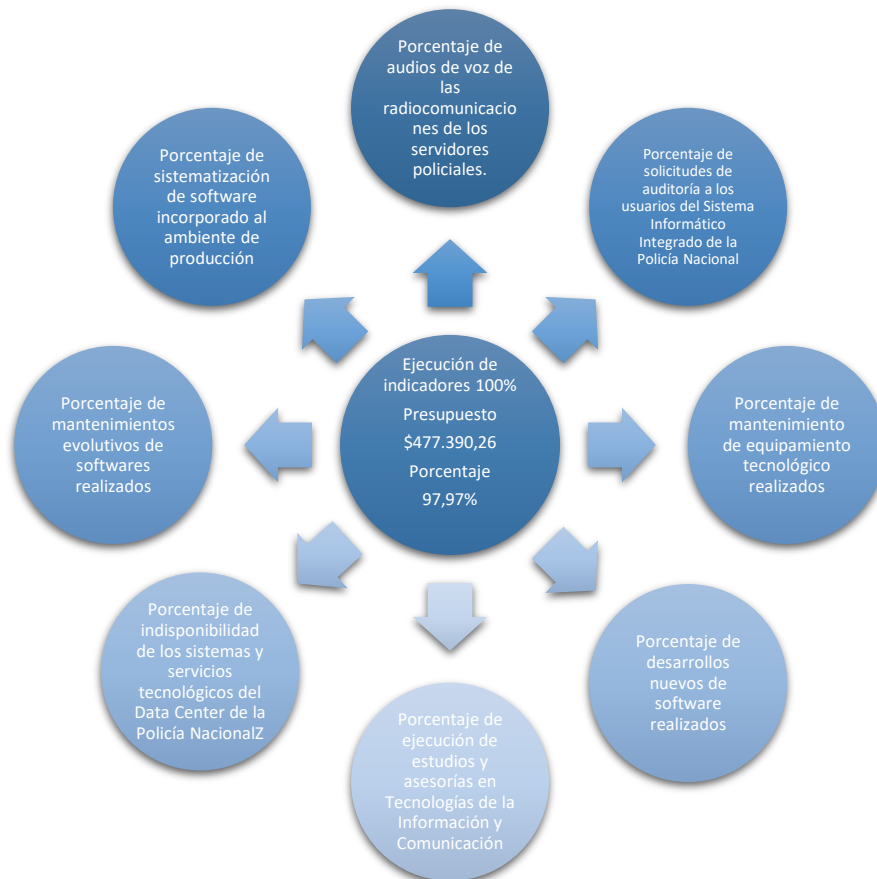 Porcentaje de
audios de voz de
las
radiocomunicacio
nes de los
servidores
policiales.
Porcentaje de
solicitudes de
auditoría a los
usuarios del Sistema
Informático
Integrado de la
Policía Nacional
Porcentaje de
mantenimiento
de equipamiento
tecnológico
realizados
Porcentaje de
desarrollos
nuevos de
software
realizados
Porcentaje de
ejecución de
estudios y
asesorías en
Tecnologías de la
Información y
Comunicación
Porcentaje de
indisponibilidad
de los sistemas y
servicios
tecnológicos del
Data Center de la
Policía NacionalZ
Porcentaje de
mantenimientos
evolutivos de
softwares
realizados
Porcentaje de
sistematización
de software
incorporado al
ambiente de
producción
Ejecución de
indicadores 100%
Presupuesto
$477.390,26
Porcentaje
97,97%